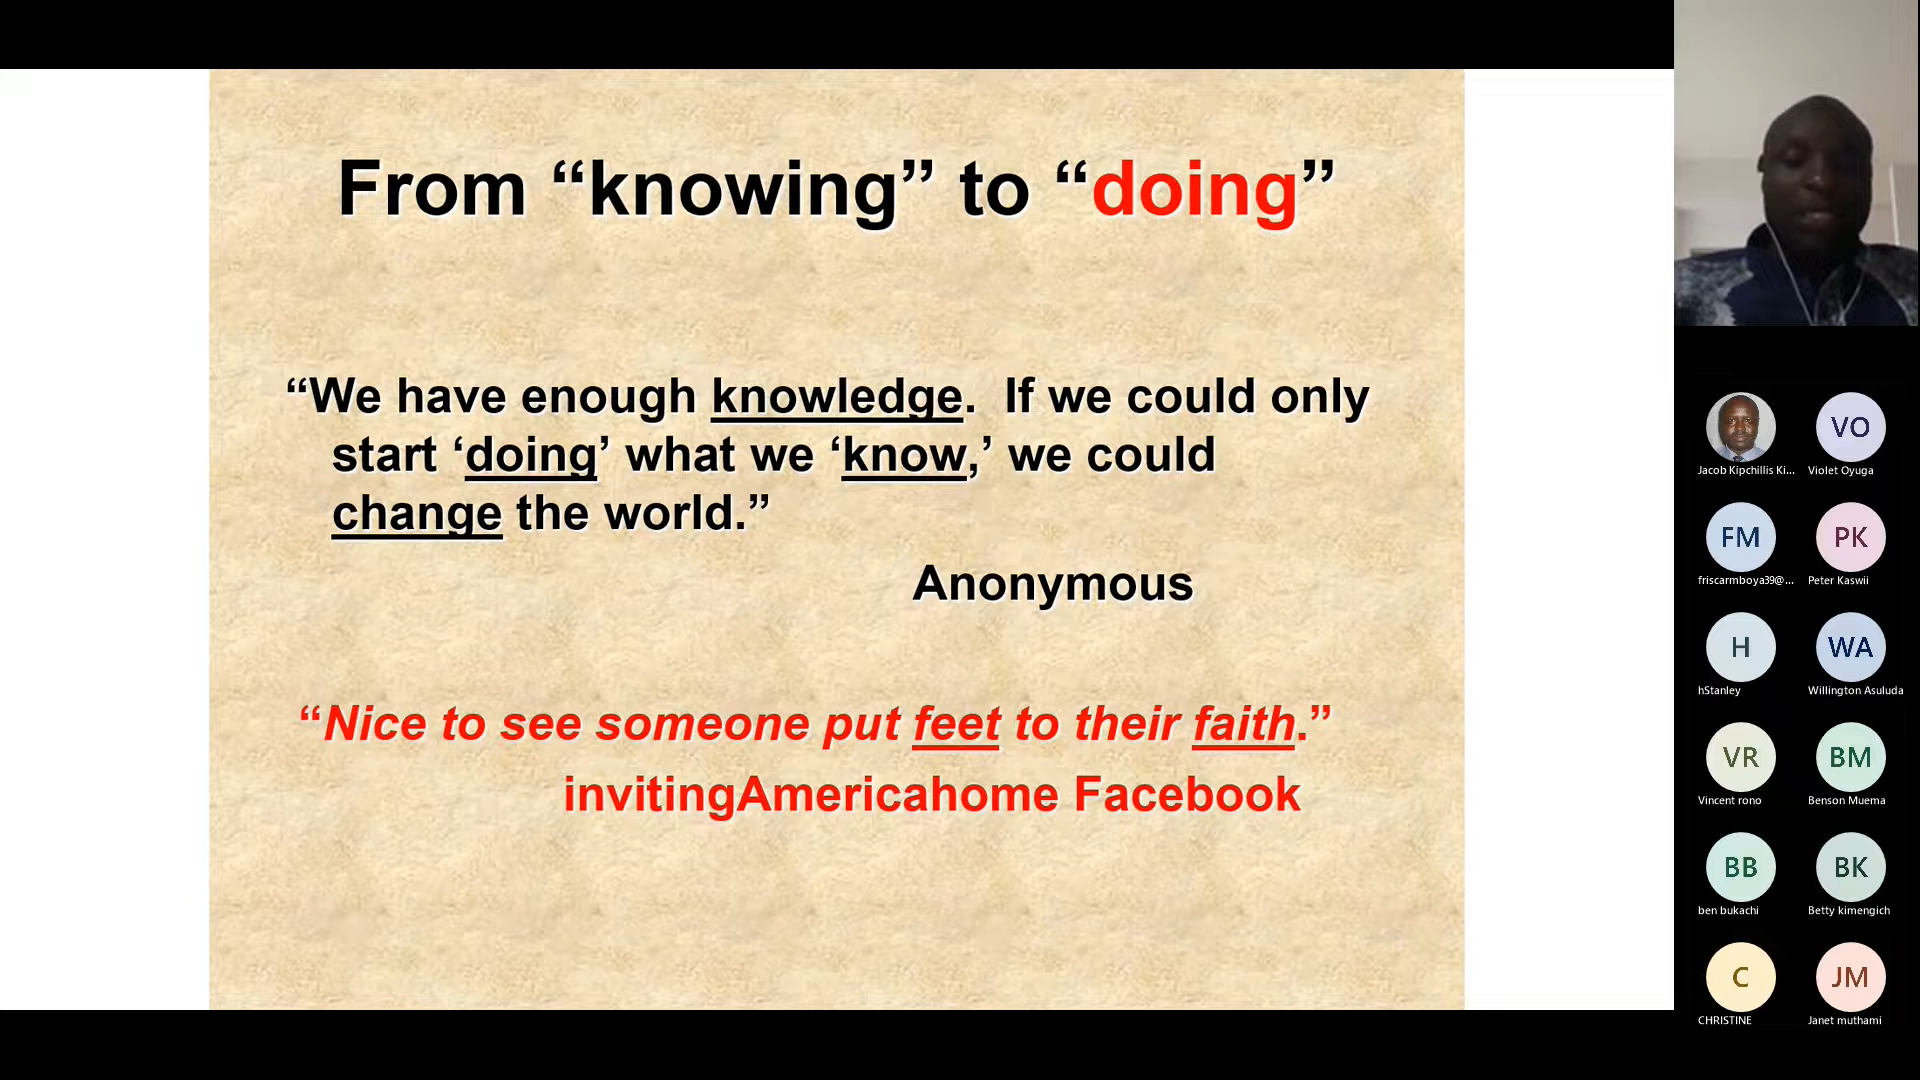 From “knowing” to “doing”
“We have enough knowledge.  If we could only
start ‘doing’ what we ‘know,’ we could
change the world.”
Anonymous
“Nice to see someone put feet to their faith.”
invitingAmericahome Facebook
Jacob Kipchillis Ki...
VO
Violet Oyuga
FM
friscarmboya39@...
PK
Peter Kaswii
H
hStanley
WA
Willington Asuluda
VR
Vincent rono
BM
Benson Muema
BB
ben bukachi
BK
Betty kimengich
C
CHRISTINE
JM
Janet muthami